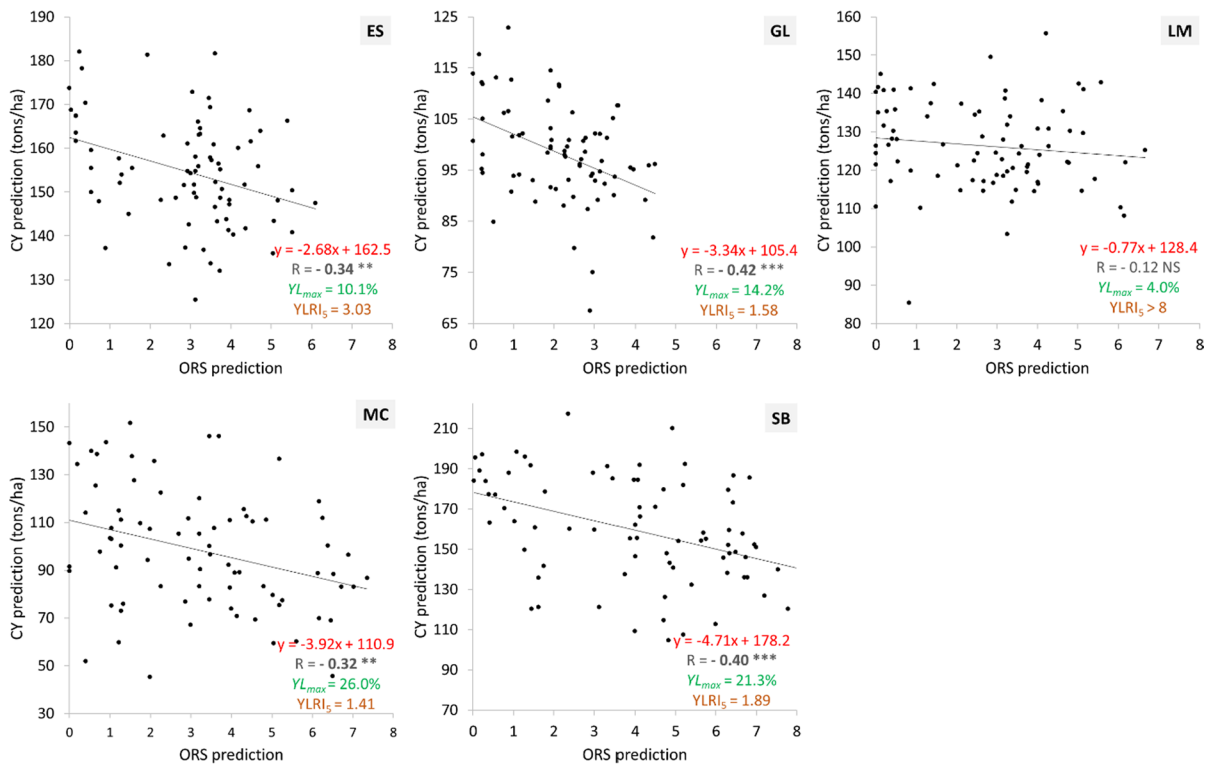 ES
CY prediction (tons/ha)
190
180
170
160
150
140
130
120
0 1 2 3 4 5 6 7 8
ORS prediction
y = -2.68x + 162.5
R = - 0.34 **
YLmax = 10.1%
YLRI5 = 3.03
GL
CY prediction (tons/ha)
125
115
105
95
85
75
65
0 1 2 3 4 5 6 7 8
ORS prediction
y = -3.34x + 105.4
R = - 0.42 ***
YLmax = 14.2%
YLRI5 = 1.58
LM
CY prediction (tons/ha)
160
150
140
130
120
110
100
90
80
0 1 2 3 4 5 6 7 8
ORS prediction
y = -0.77x + 128.4
R = - 0.12 NS
YLmax = 4.0%
YLRI5 > 8
MC
CY prediction (tons/ha)
150
130
110
90
70
50
30
0 1 2 3 4 5 6 7 8
ORS prediction
y = -3.92x + 110.9
R = - 0.32 **
YLmax = 26.0%
YLRI5 = 1.41
SB
CY prediction (tons/ha)
210
190
170
150
130
110
90
70
0 1 2 3 4 5 6 7 8
ORS prediction
y = -4.71x + 178.2
R = - 0.40 ***
YLmax = 21.3%
YLRI5 = 1.89